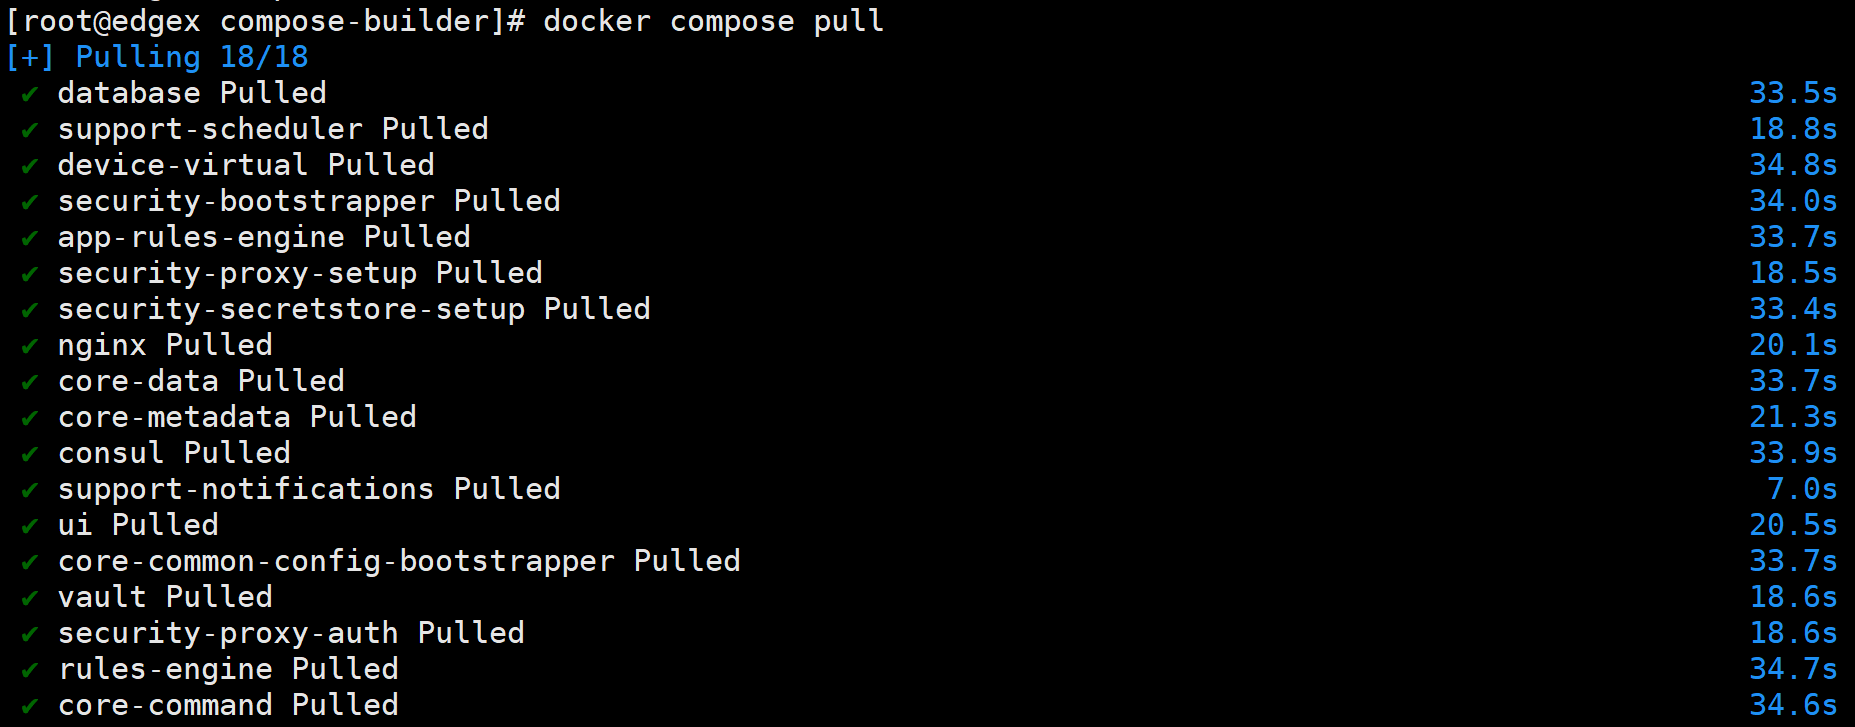 [root@edgex compose-builder]# docker compose pull
[+] Pulling 18/18
✔ database Pulled 33.5s
✔ support-scheduler Pulled 18.8s
✔ device-virtual Pulled 34.8s
✔ security-bootstrapper Pulled 34.0s
✔ app-rules-engine Pulled 33.7s
✔ security-proxy-setup Pulled 18.5s
✔ security-secretstore-setup Pulled 33.4s
✔ nginx Pulled 20.1s
✔ core-data Pulled 33.7s
✔ core-metadata Pulled 21.3s
✔ consul Pulled 33.9s
✔ support-notifications Pulled 7.0s
✔ ui Pulled 20.5s
✔ core-common-config-bootstrapper Pulled 33.7s
✔ vault Pulled 18.6s
✔ security-proxy-auth Pulled 18.6s
✔ rules-engine Pulled 34.7s
✔ core-command Pulled 34.6s